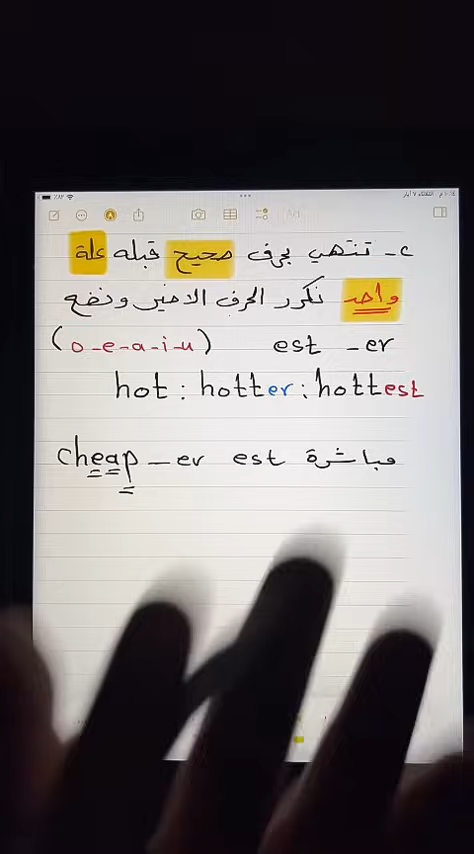 ٢- تنتهي بحرف صحيح قبله علة
واحد نكرر الحرف الاخير ونضع
er – est (o-e-a-i-u)
hot : hotter : hottest
cheap – er est مباشرة